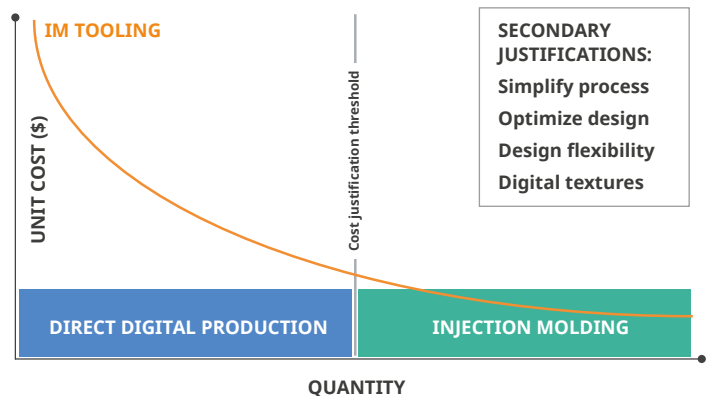 IM TOOLING
SECONDARY
JUSTIFICATIONS:
Simplify process
Optimize design
Design flexibility
Digital textures
UNIT COST ($)
Cost justification threshold
DIRECT DIGITAL PRODUCTION
INJECTION MOLDING
QUANTITY